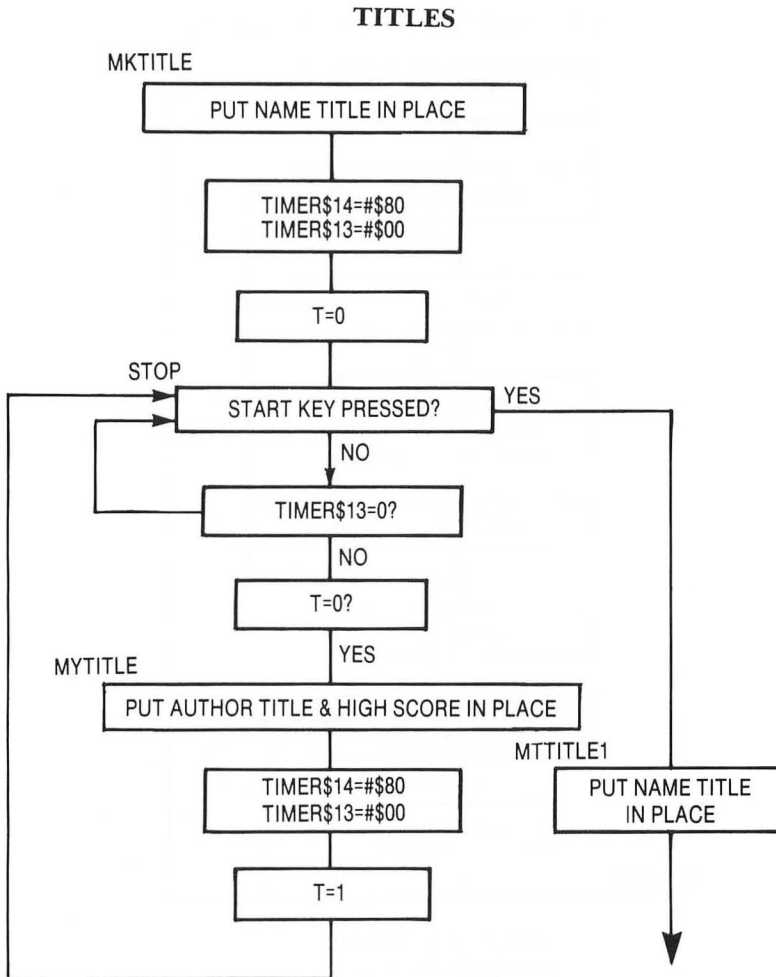 TITLES
MKTITLE
PUT NAME TITLE IN PLACE
TIMER$14=#$80
TIMER$13=#$00
T=0
STOP
START KEY PRESSED?
YES
NO
TIMER$13=0?
NO
T=0?
YES
MYTITLE
PUT AUTHOR TITLE & HIGH SCORE IN PLACE
MTTITLE1
TIMER$14=#$80
TIMER$13=#$00
PUT NAME TITLE
IN PLACE
T=1